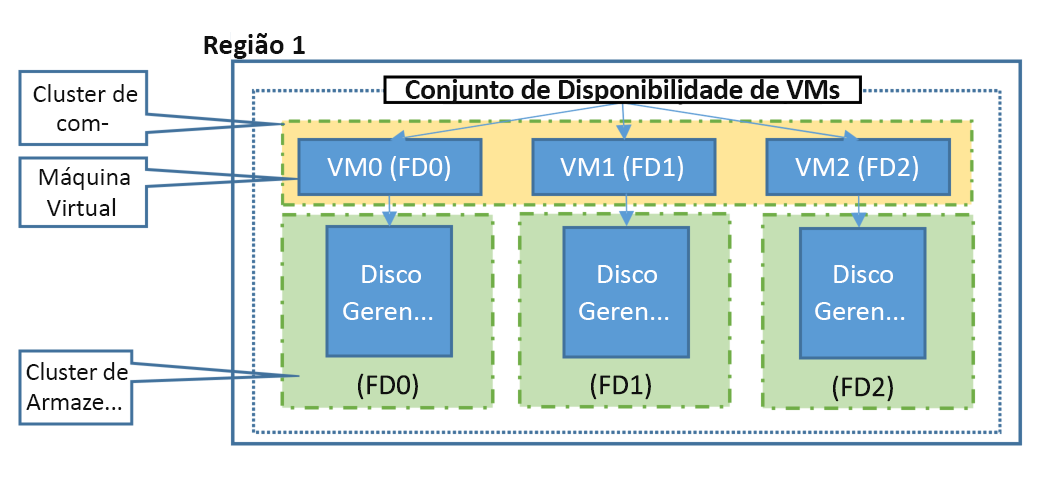 Região 1
Conjunto de Disponibilidade de VMs
Cluster de
com-
VM0 (FD0)
VM1 (FD1)
VM2 (FD2)
Máquina
Virtual
Disco
Geren...
Disco
Geren...
Disco
Geren...
Cluster de
Armaze...
(FD0)
(FD1)
(FD2)